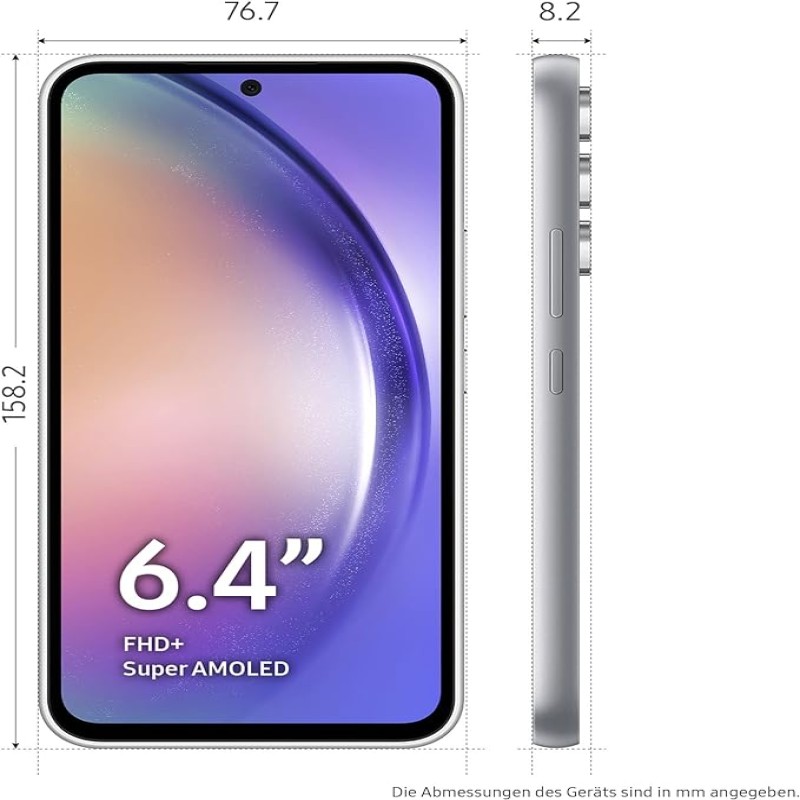 76.7
8.2
158.2
6.4”
FHD+
Super AMOLED
Die Abmessungen des Geräts sind in mm angegeben.